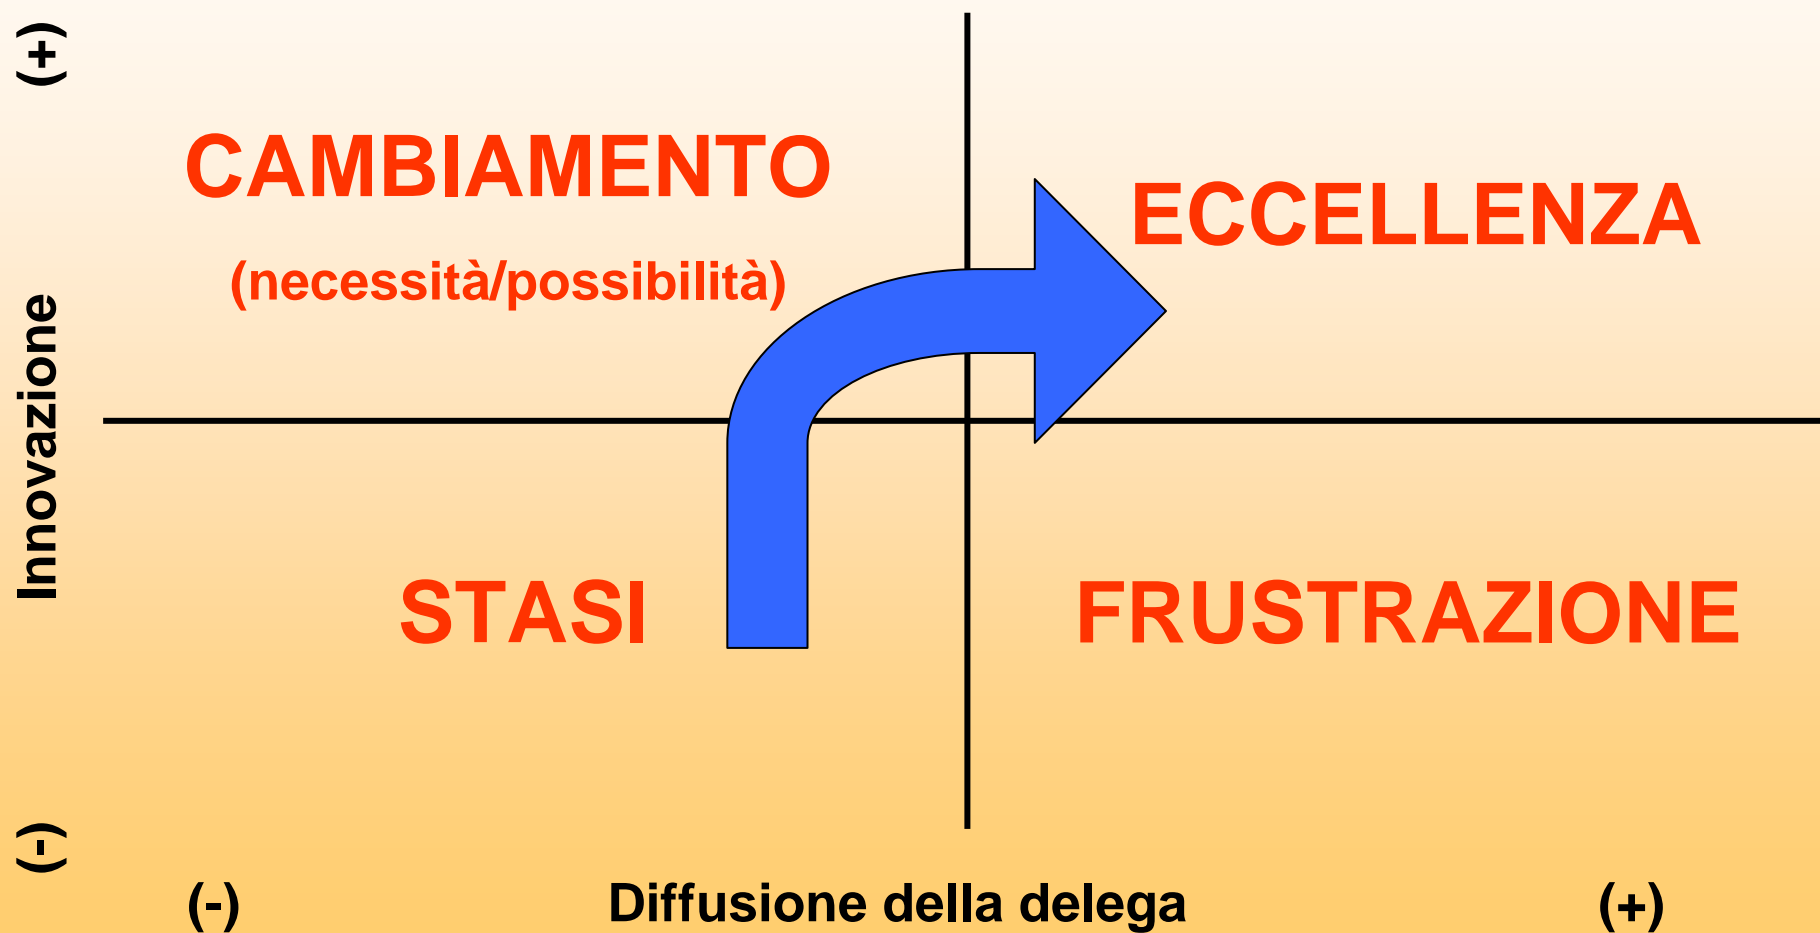 (+)
CAMBIAMENTO
(necessità/possibilità)
ECCELLENZA
Innovazione
STASI
FRUSTRAZIONE
(-)
(-)
Diffusione della delega
(+)